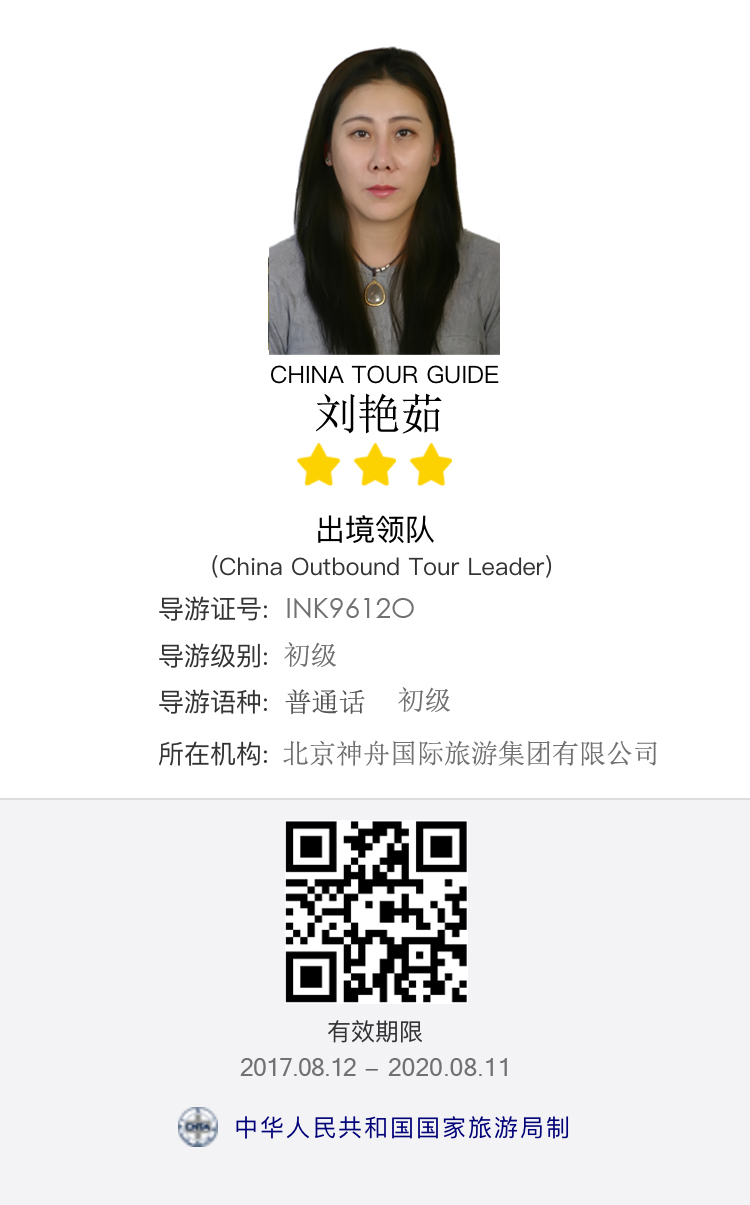 CHINA TOUR GUIDE
刘艳茹
出境领队
(China Outbound Tour Leader)
导游证号: INK9612O
导游级别: 初级
导游语种: 普通话 初级
所在机构: 北京神舟国际旅游集团有限公司
有效期限
2017.08.12 – 2020.08.11
CNTA 中华人民共和国国家旅游局制